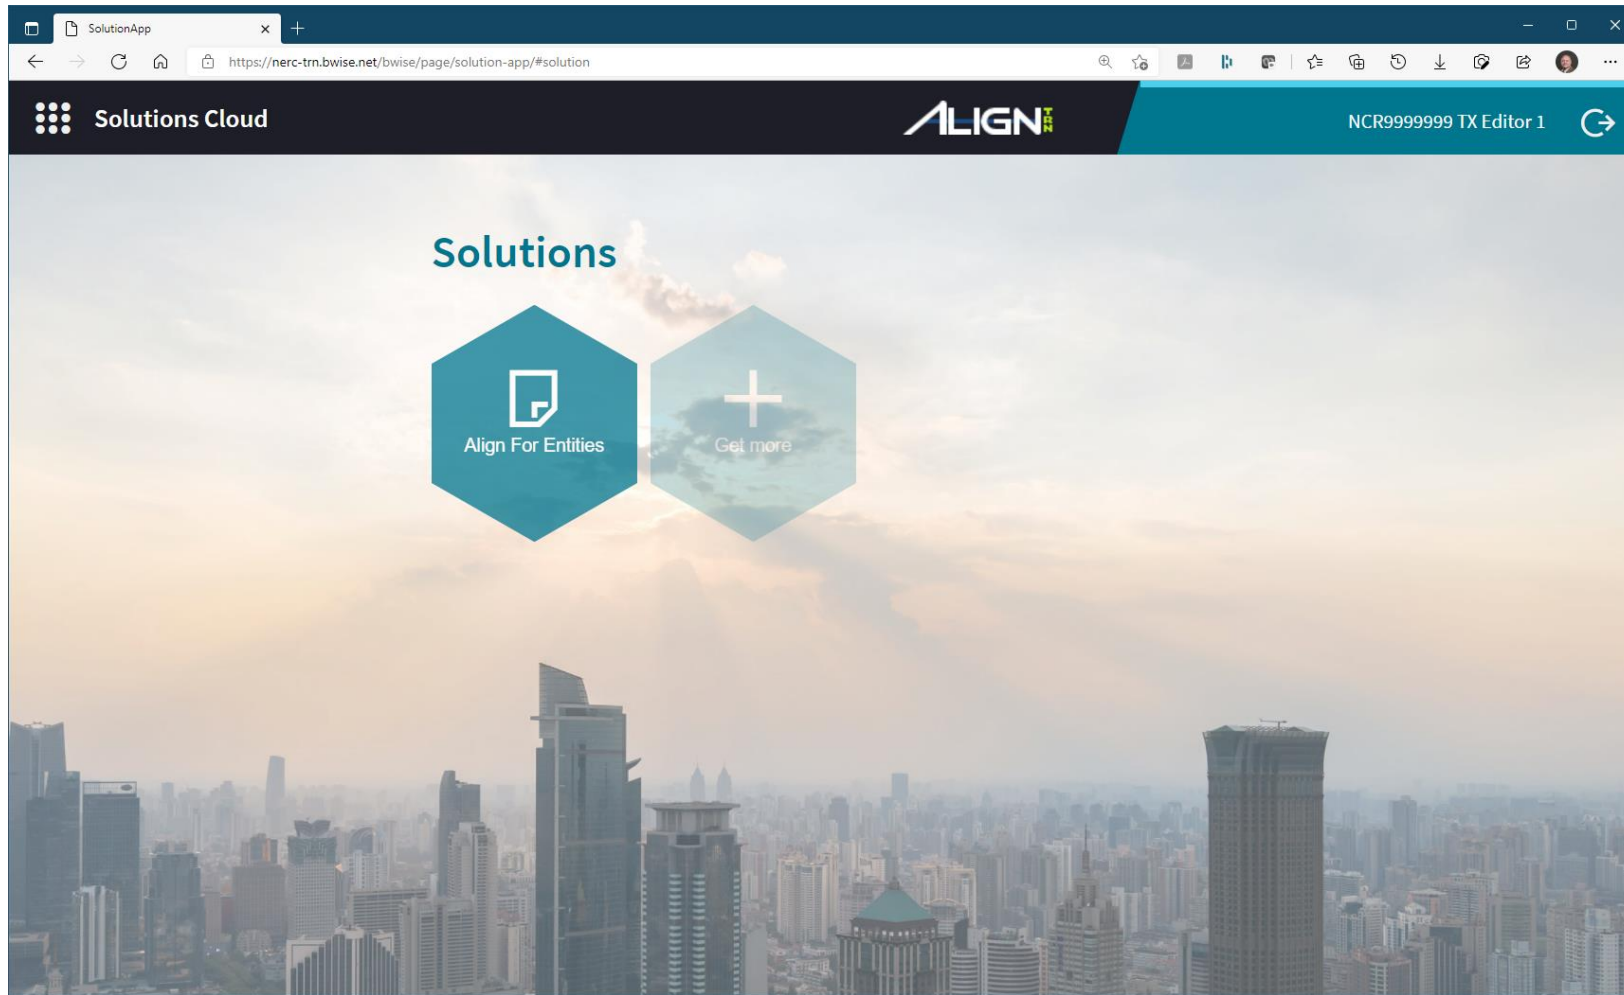 SolutionApp
https://nerc-trn.bwise.net/bwise/page/solution-app/#solution
Solutions Cloud
ALIGN TRN
NCR9999999 TX Editor 1
Solutions
Align For Entities
Get more